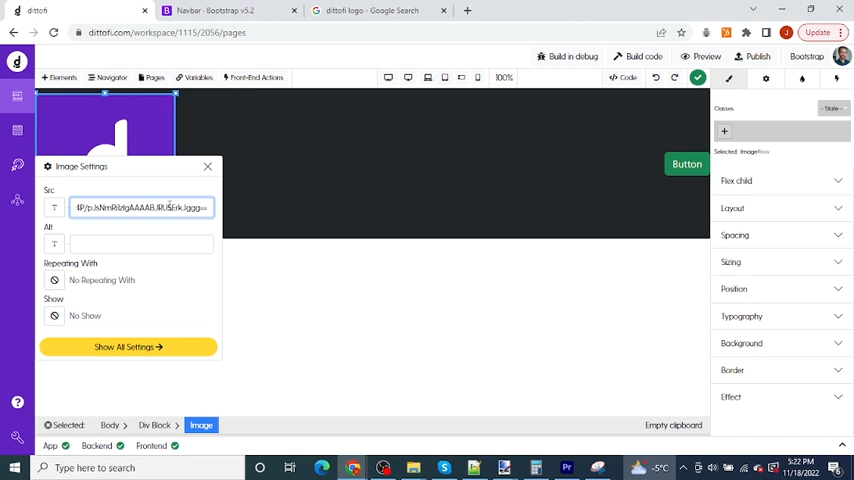 dittofi
Navbar · Bootstrap v5.2
dittofi logo - Google Search
dittofi.com/workspace/1115/2056/pages
Update
Build in debug
Build code
Preview
Publish
Bootstrap
Elements
Navigator
Pages
Variables
Front-End Actions
100%
Code
Classes
- State -
Selected: Image
Button
Image Settings
Src
4P/pJsNmRiIzIgAAAABJRU5ErkJggg==
Alt
Repeating With
No Repeating With
Show
No Show
Show All Settings
Flex child
Layout
Spacing
Sizing
Position
Typography
Background
Border
Effect
Selected:
Body
Div Block
Image
Empty clipboard
App
Backend
Frontend
Type here to search
-5°C
5:22 PM
11/18/2022
6